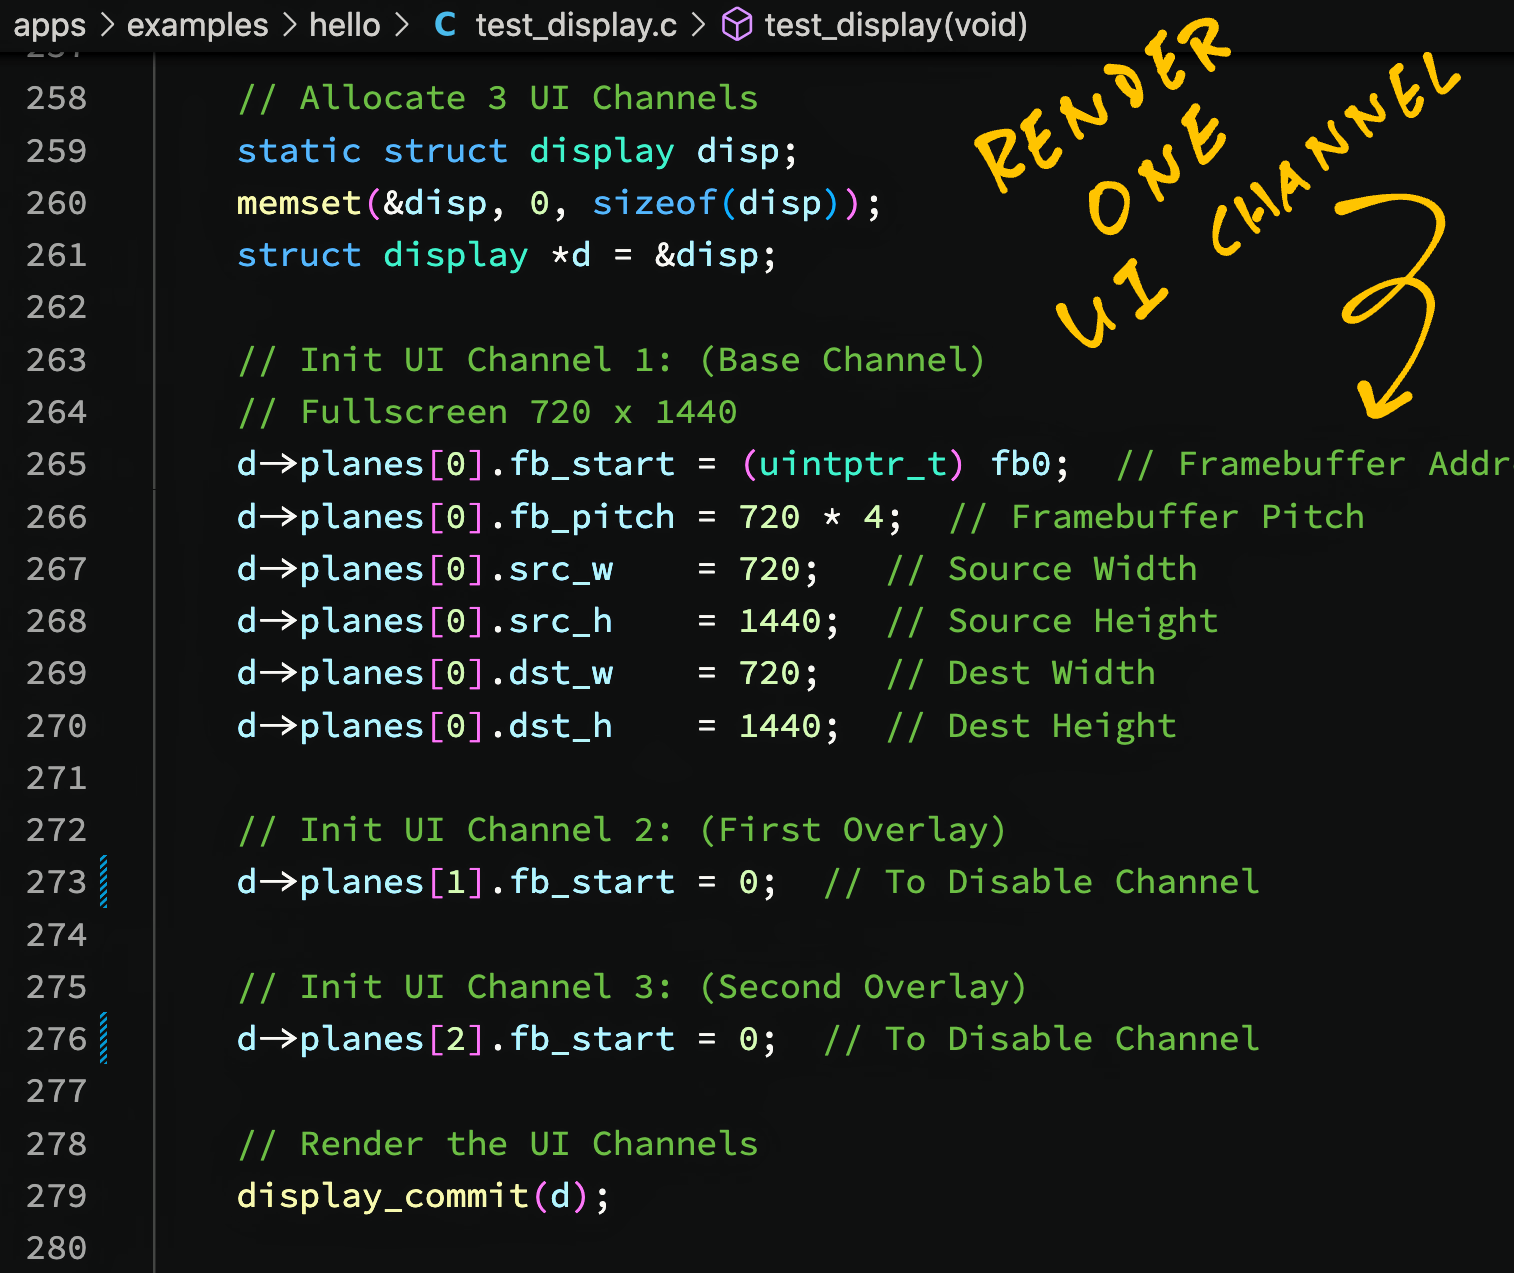 apps > examples > hello > C test_display.c > test_display(void)
258 // Allocate 3 UI Channels
259 static struct display disp;
260 memset(&disp, 0, sizeof(disp));
261 struct display *d = &disp;
262
263 // Init UI Channel 1: (Base Channel)
264 // Fullscreen 720 x 1440
265 d->planes[0].fb_start = (uintptr_t) fb0; // Framebuffer Addr
266 d->planes[0].fb_pitch = 720 * 4; // Framebuffer Pitch
267 d->planes[0].src_w = 720; // Source Width
268 d->planes[0].src_h = 1440; // Source Height
269 d->planes[0].dst_w = 720; // Dest Width
270 d->planes[0].dst_h = 1440; // Dest Height
271
272 // Init UI Channel 2: (First Overlay)
273 d->planes[1].fb_start = 0; // To Disable Channel
274
275 // Init UI Channel 3: (Second Overlay)
276 d->planes[2].fb_start = 0; // To Disable Channel
277
278 // Render the UI Channels
279 display_commit(d);
280
RENDER
ONE
UI CHANNEL